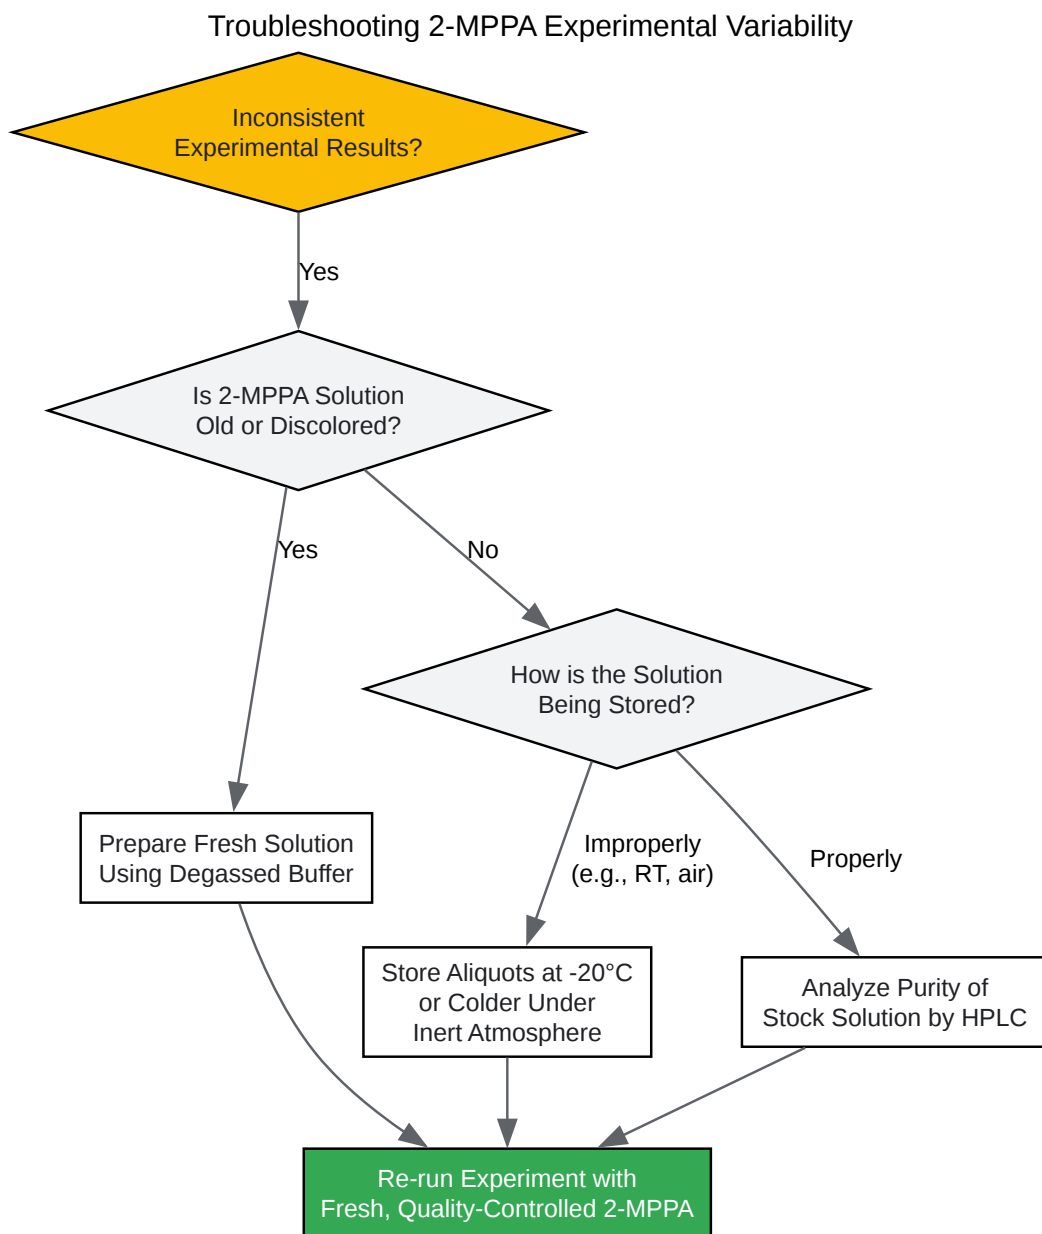 Troubleshooting 2-MPPA Experimental Variability
Inconsistent
Experimental Results?
Yes
Is 2-MPPA Solution
Old or Discolored?
Yes
No
How is the Solution
Being Stored?
Prepare Fresh Solution
Using Degassed Buffer
Improperly
(e.g., RT, air)
Properly
Store Aliquots at -20°C
or Colder Under
Inert Atmosphere
Analyze Purity of
Stock Solution by HPLC
Re-run Experiment with
Fresh, Quality-Controlled 2-MPPA